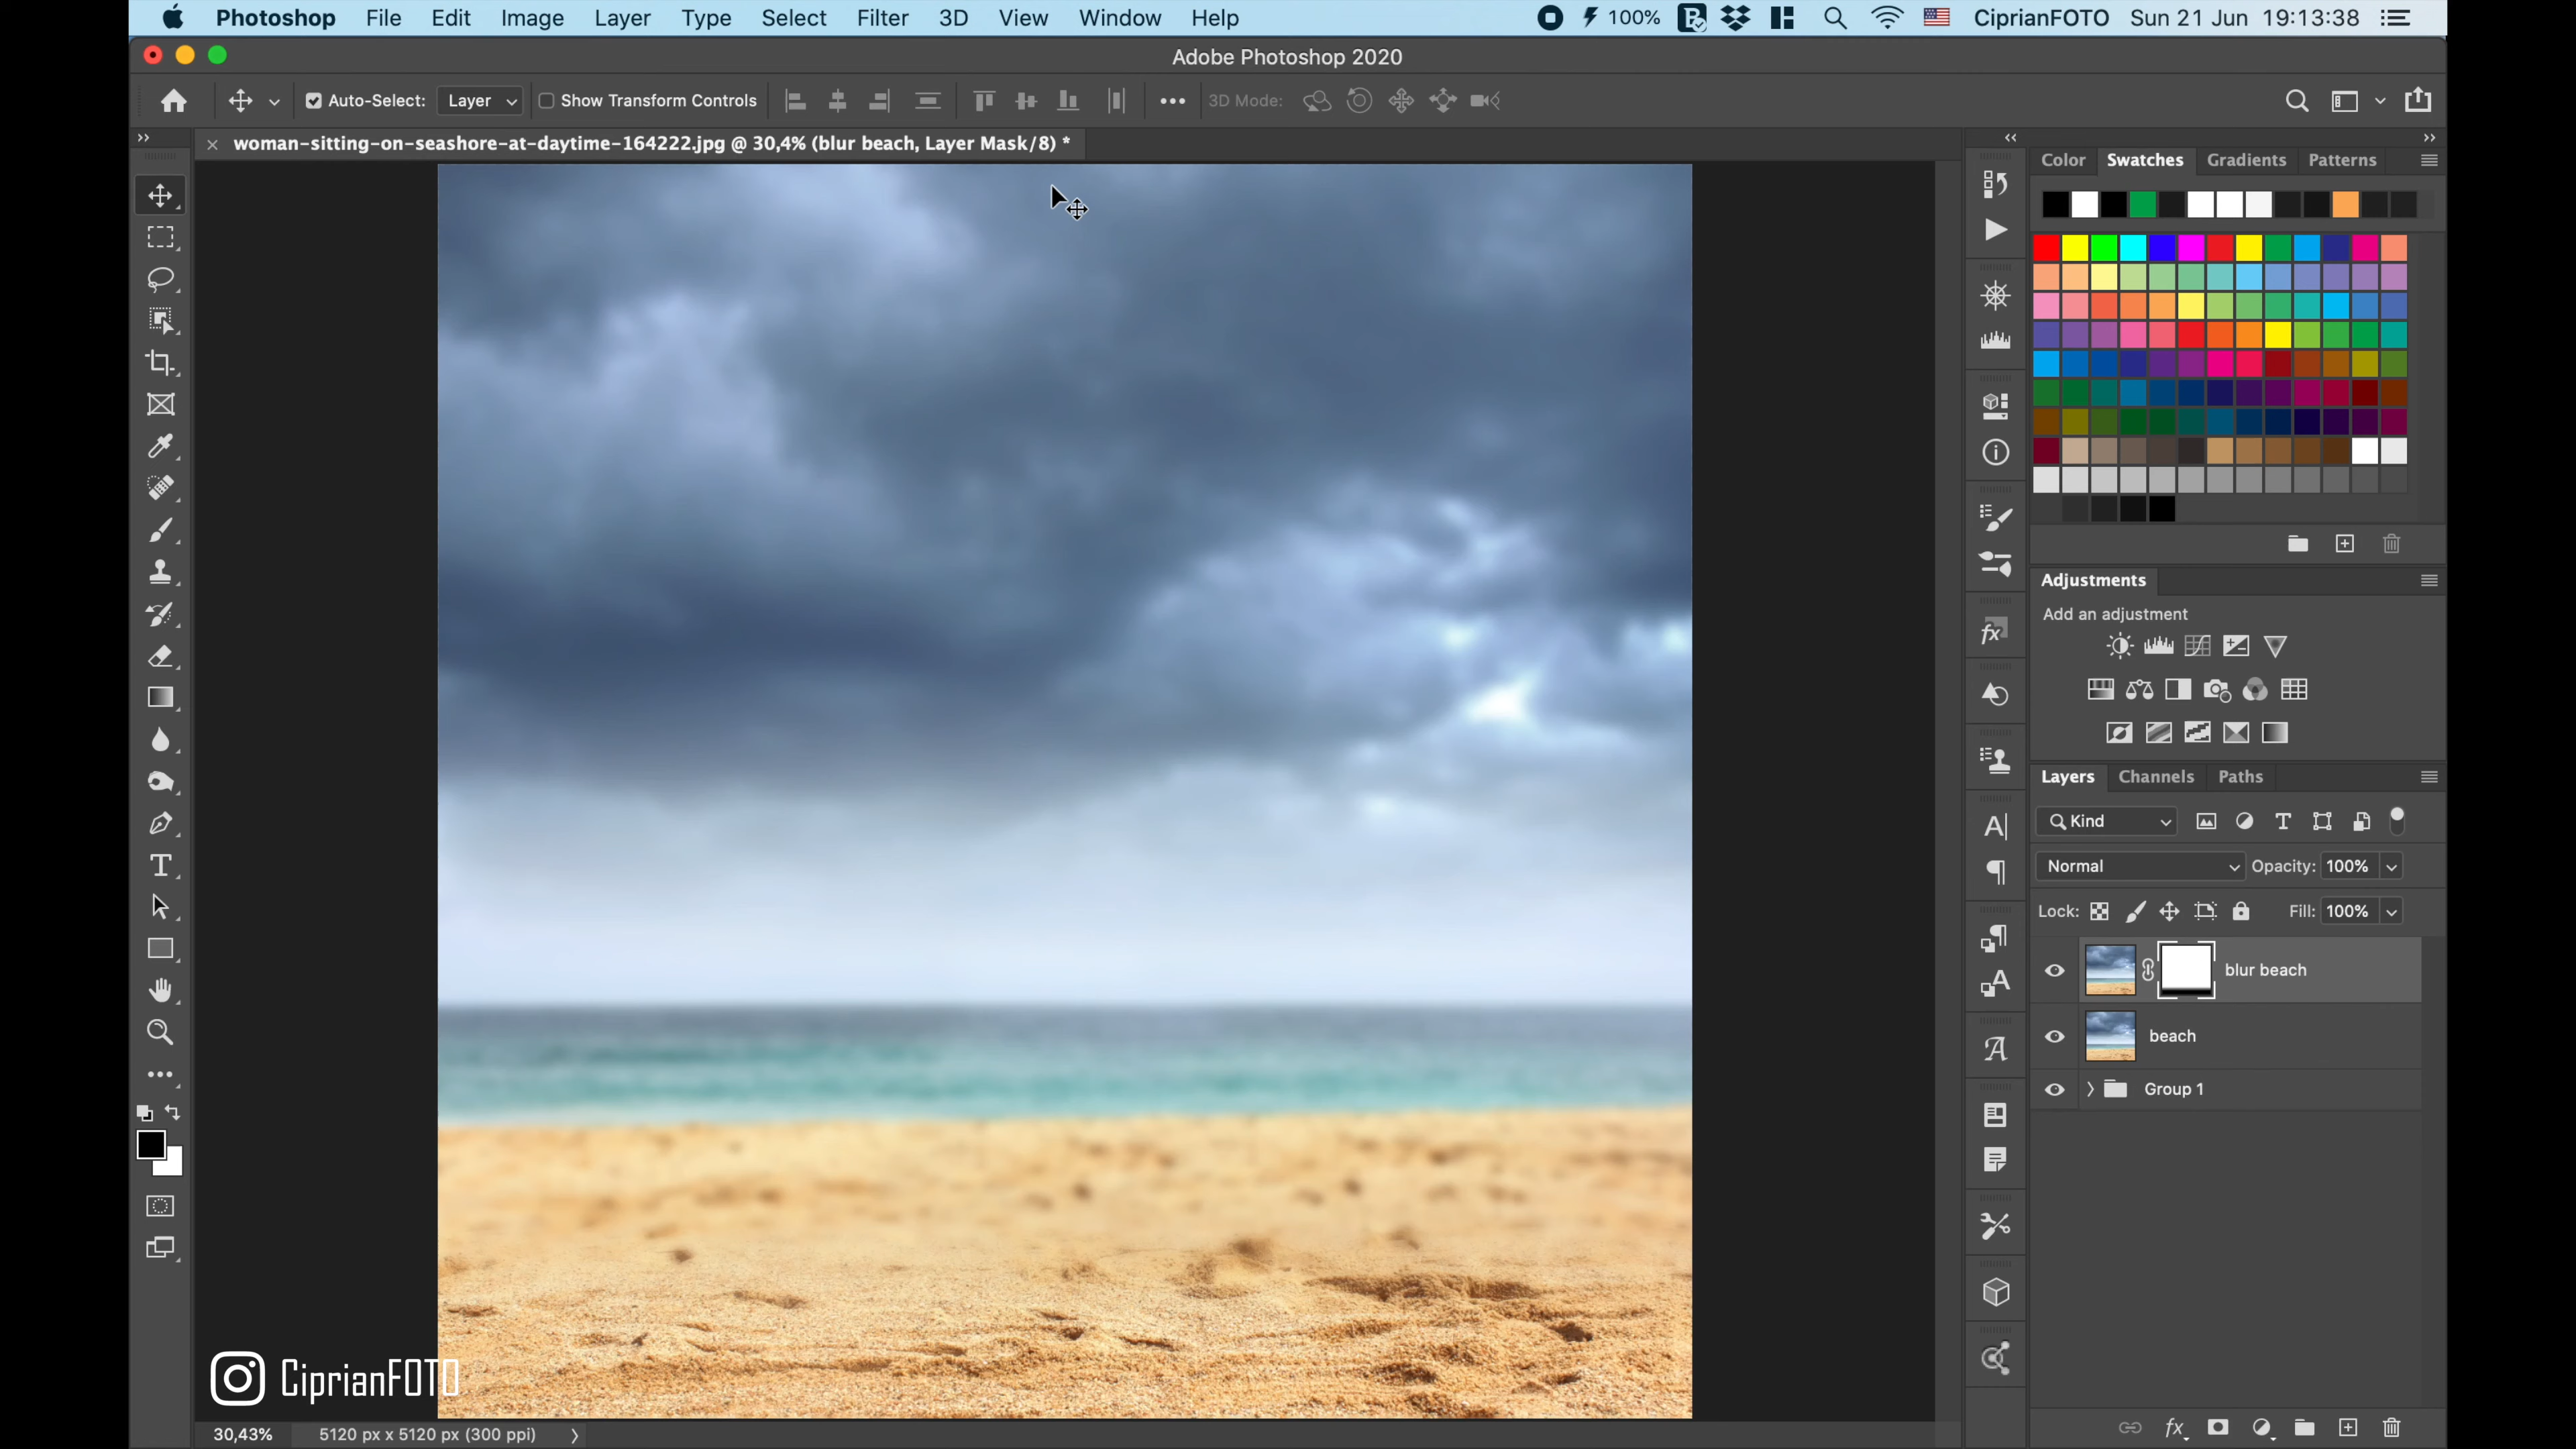 Photoshop File Edit Image Layer Type Select Filter 3D View Window Help 100% CiprianFOTO Sun 21 Jun 19:13:38
Adobe Photoshop 2020
Auto-Select: Layer Show Transform Controls 3D Mode:
woman-sitting-on-seashore-at-daytime-164222.jpg @ 30,4% (blur beach, Layer Mask/8) *
Color Swatches Gradients Patterns
Adjustments
Add an adjustment
Layers Channels Paths
Kind
Normal Opacity: 100%
Lock: Fill: 100%
blur beach
beach
Group 1
CiprianFOTO
30,43% 5120 px x 5120 px (300 ppi)